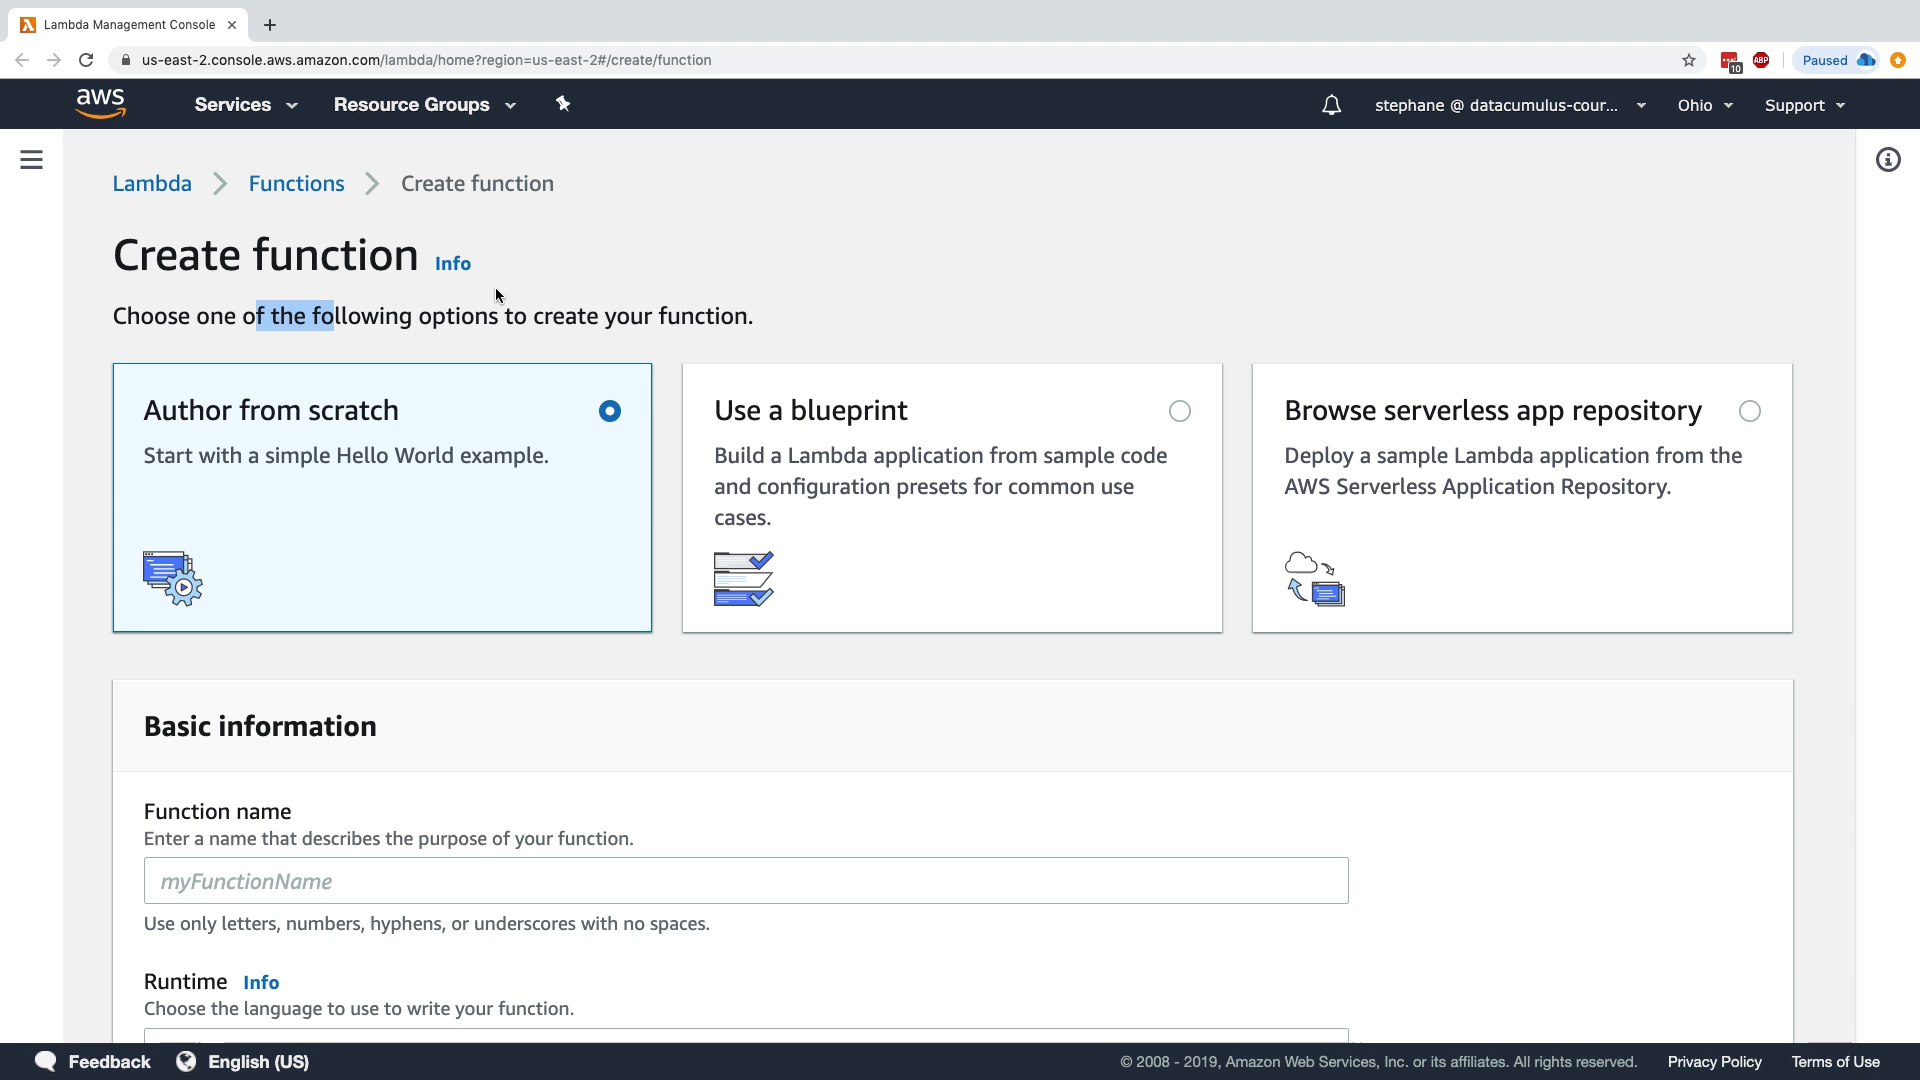 Lambda Management Console
us-east-2.console.aws.amazon.com/lambda/home?region=us-east-2#/create/function
10
ABP
Paused
aws
Services
Resource Groups
stephane @ datacumulus-cour...
Ohio
Support
Lambda
Functions
Create function
Create function Info
Choose one of the following options to create your function.
Author from scratch
Start with a simple Hello World example.
Use a blueprint
Build a Lambda application from sample code
and configuration presets for common use
cases.
Browse serverless app repository
Deploy a sample Lambda application from the
AWS Serverless Application Repository.
Basic information
Function name
Enter a name that describes the purpose of your function.
myFunctionName
Use only letters, numbers, hyphens, or underscores with no spaces.
Runtime Info
Choose the language to use to write your function.
Feedback
English (US)
© 2008 - 2019, Amazon Web Services, Inc. or its affiliates. All rights reserved.
Privacy Policy
Terms of Use